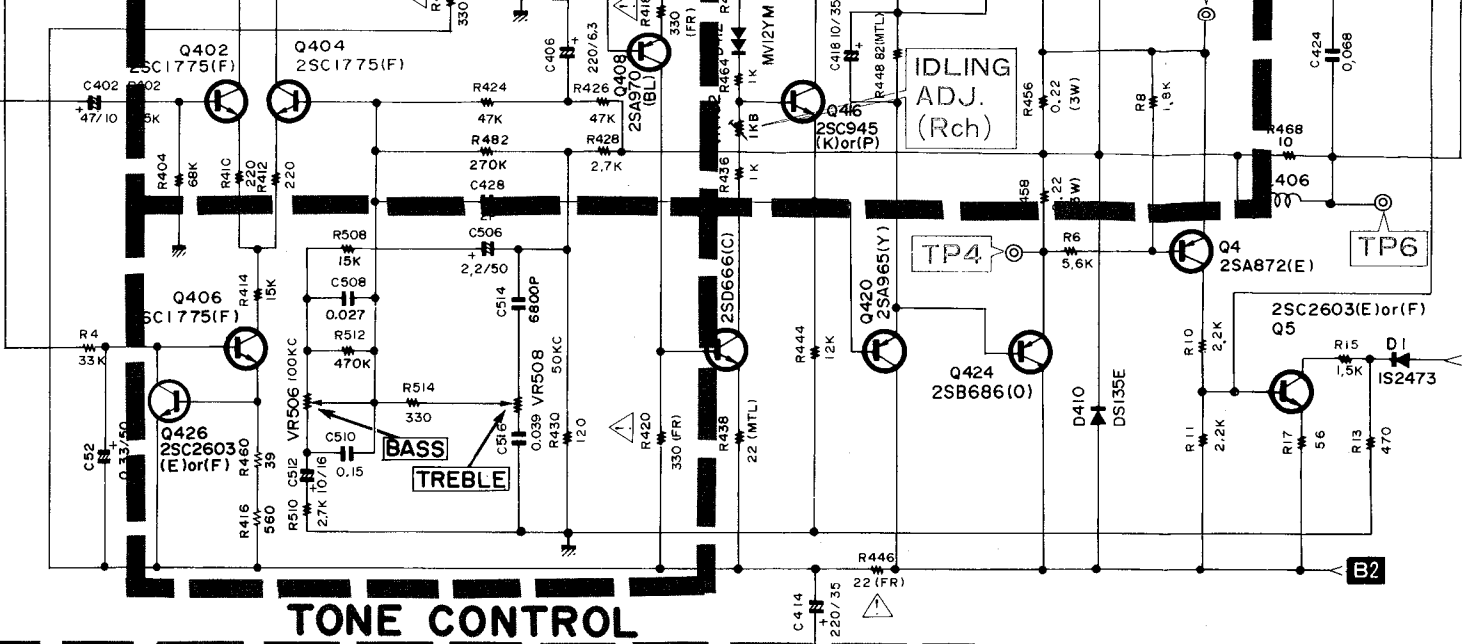 330
Q402
2SC1775(F)
Q404
2SC1775(F)
C402
47/10
R404
68K
R410
220
R412
220
C406
220/6.3
Q408
2SA970
(BL)
R418
330
(FR)
R424
47K
R426
47K
R482
270K
R428
2.7K
C428
MV12YM
R464
1K
1KB
R436
1K
Q46
2SC945
(K)or(P)
C418 10/35
R448 82(MTL)
IDLING
ADJ.
(Rch)
R456
0.22
(3W)
R8
1.8K
C424
0,068
R468
10
TP6
TP4
R6
5.6K
Q4
2SA872(E)
R508
15K
C506
2,2/50
C508
0.027
R512
470K
R514
330
C510
0.15
C514
6800P
VR508
50KC
C516
0.039
R430
120
VR506 100KC
C512
10/16
R510
2.7K
BASS
TREBLE
Q406
R414
15K
R4
33K
Q426
2SC2603
(E)or(F)
C52
0.33/50
R460
39
R416
560
R420
330 (FR)
2SD666(C)
R438
22 (MTL)
R444
12K
Q420
2SA965(Y)
Q424
2SB686(O)
D410
DS135E
R10
2,2K
R11
2.2K
2SC2603(E)or(F)
Q5
R15
1,5K
D1
1S2473
R17
56
R13
470
B2
R446
22 (FR)
C414
220/35
TONE CONTROL